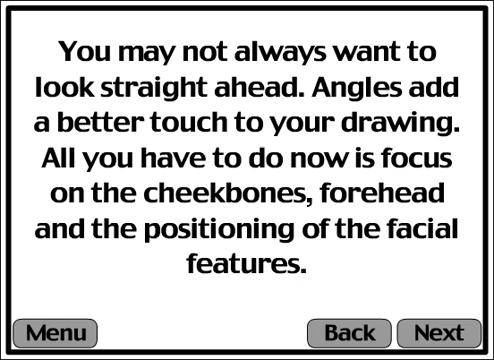 You may not always want to
look straight ahead. Angles add
a better touch to your drawing.
All you have to do now is focus
on the cheekbones, forehead
and the positioning of the facial
features.
Menu
Back
Next